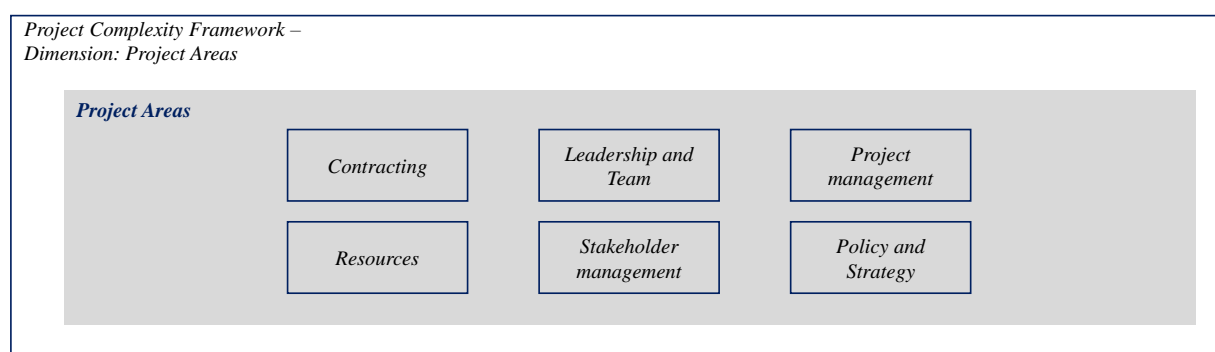 Project Complexity Framework –
Dimension: Project Areas
Project Areas
Contracting
Leadership and
Team
Project
management
Resources
Stakeholder
management
Policy and
Strategy